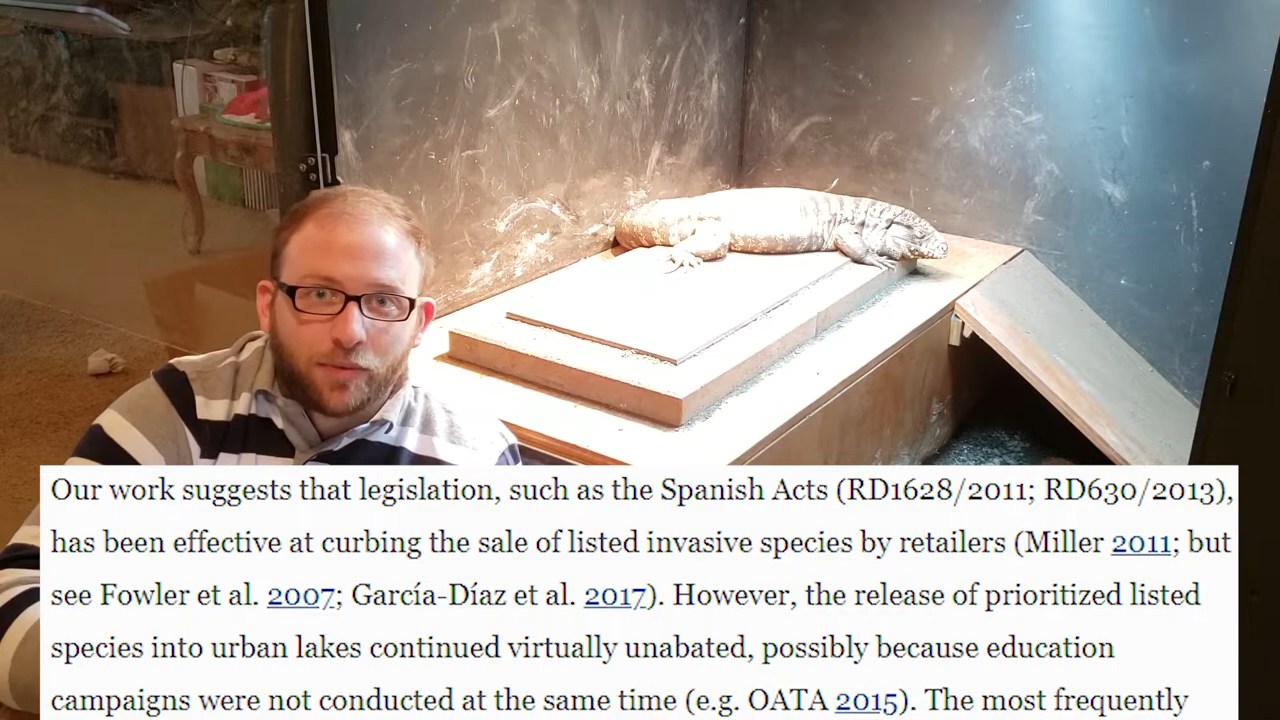 Our work suggests that legislation, such as the Spanish Acts (RD1628/2011; RD630/2013),
has been effective at curbing the sale of listed invasive species by retailers (Miller 2011; but
see Fowler et al. 2007; García-Díaz et al. 2017). However, the release of prioritized listed
species into urban lakes continued virtually unabated, possibly because education
campaigns were not conducted at the same time (e.g. OATA 2015). The most frequently